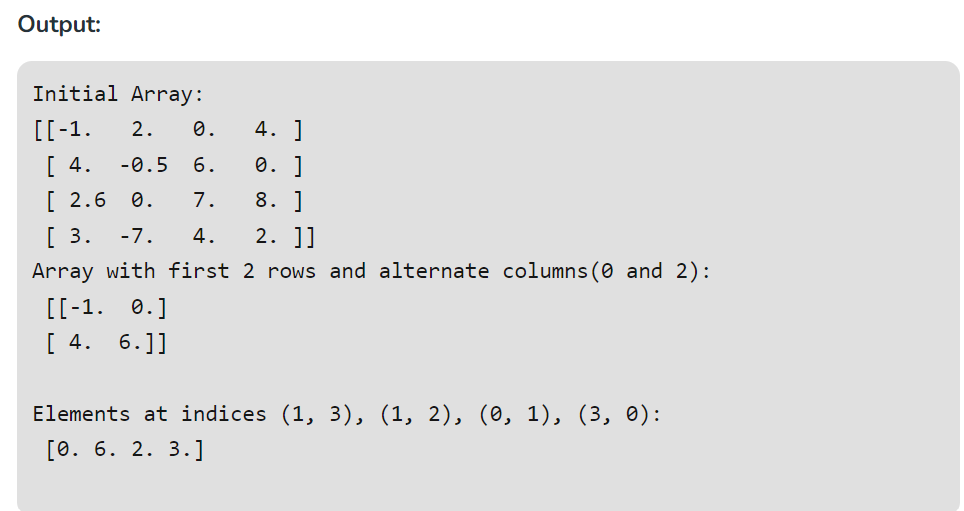 Output:
Initial Array:
[[-1.   2.   0.   4. ]
 [ 4.  -0.5  6.   0. ]
 [ 2.6  0.   7.   8. ]
 [ 3.  -7.   4.   2. ]]
Array with first 2 rows and alternate columns(0 and 2):
 [[-1.  0.]
 [ 4.  6.]]
Elements at indices (1, 3), (1, 2), (0, 1), (3, 0):
 [0. 6. 2. 3.]